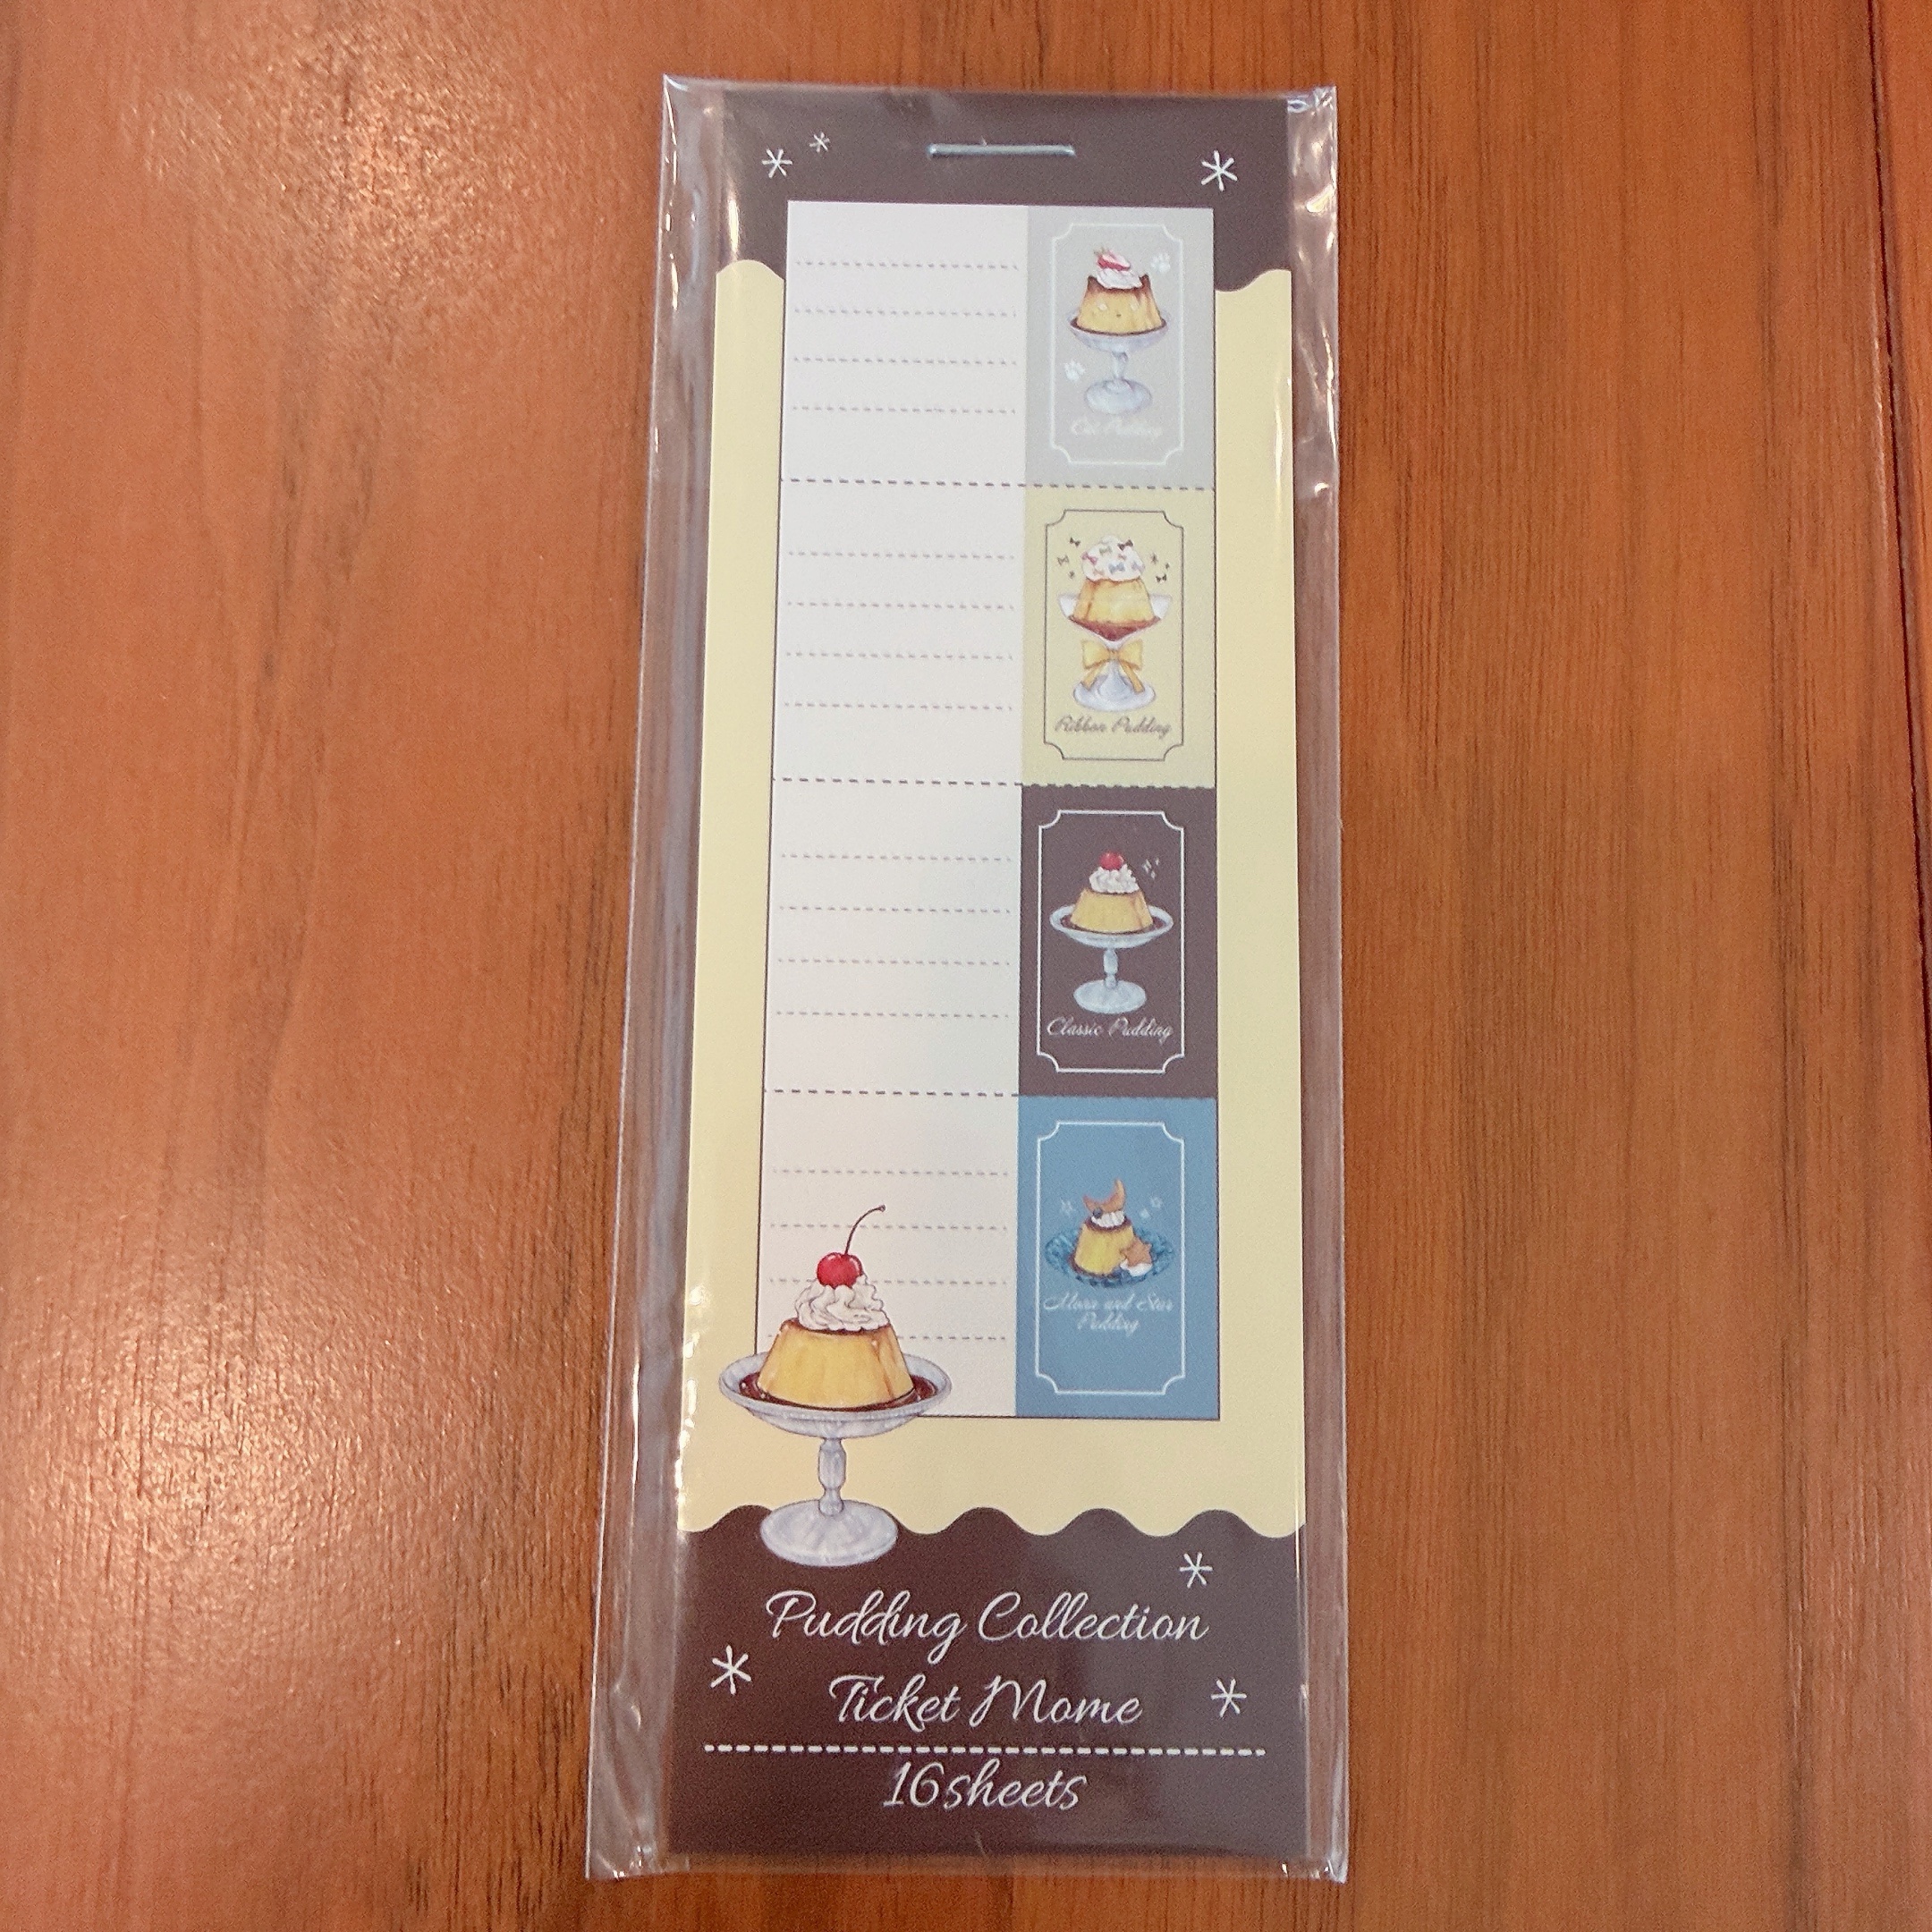 Cat Pudding
Ribbon Pudding
Classic Pudding
Moon and Star
Pudding
Pudding Collection
Ticket Mome
16sheets